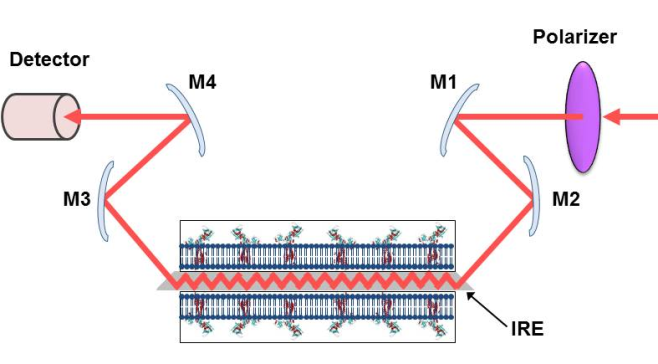 Polarizer
Detector
M4
M1
M3
M2
IRE